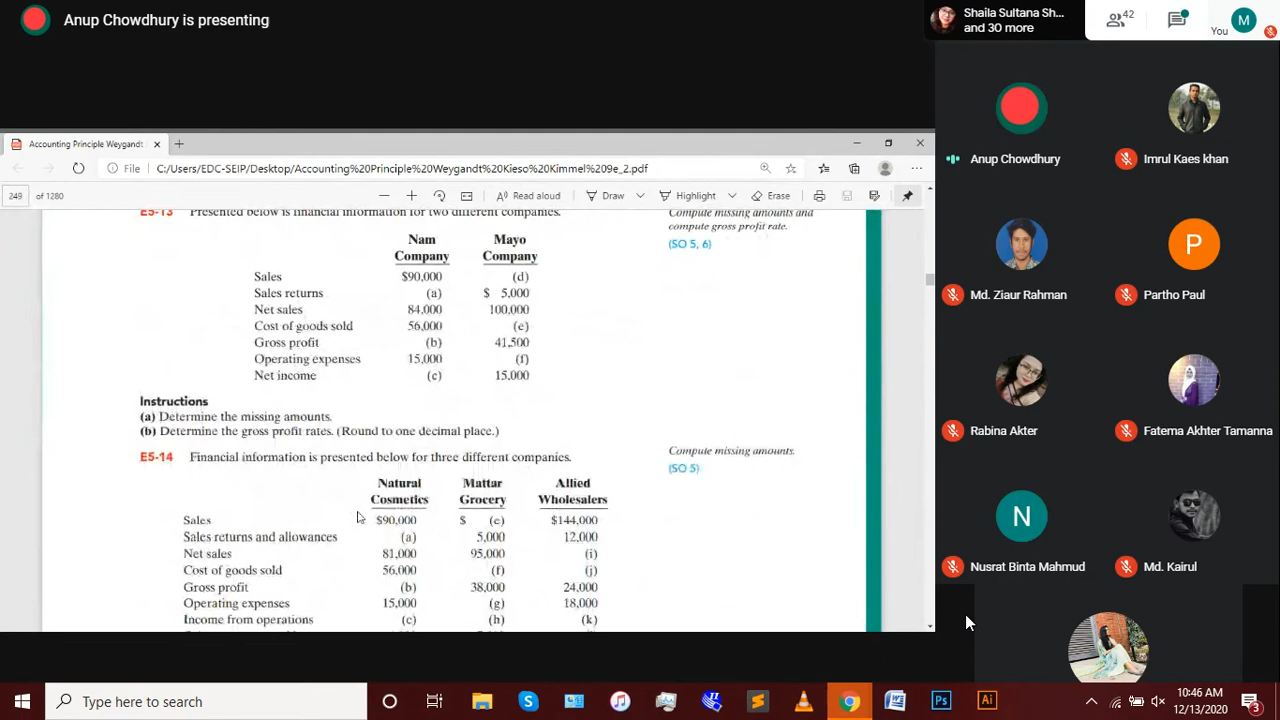 Anup Chowdhury is presenting
Shaila Sultana Sh...
and 30 more
42
You
M
Accounting Principle Weygandt
File
C:/Users/EDC-SEIP/Desktop/Accounting%20Principle%20Weygandt%20Kieso%20Kimmel%209e_2.pdf
249 of 1280
Read aloud
Draw
Highlight
Erase
E5-13 Presented below is financial information for two different companies.
Compute missing amounts and
compute gross profit rate.
(SO 5, 6)
Nam Mayo
Company Company
Sales $90,000 (d)
Sales returns (a) $ 5,000
Net sales 84,000 100,000
Cost of goods sold 56,000 (e)
Gross profit (b) 41,500
Operating expenses 15,000 (f)
Net income (c) 15,000
Instructions
(a) Determine the missing amounts.
(b) Determine the gross profit rates. (Round to one decimal place.)
E5-14 Financial information is presented below for three different companies.
Compute missing amounts.
(SO 5)
Natural Mattar Allied
Cosmetics Grocery Wholesalers
Sales $90,000 $ (e) $144,000
Sales returns and allowances (a) 5,000 12,000
Net sales 81,000 95,000 (i)
Cost of goods sold 56,000 (f) (j)
Gross profit (b) 38,000 24,000
Operating expenses 15,000 (g) 18,000
Income from operations (c) (h) (k)
Anup Chowdhury
Imrul Kaes khan
Md. Ziaur Rahman
P
Partho Paul
Rabina Akter
Fatema Akhter Tamanna
N
Nusrat Binta Mahmud
Md. Kairul
Type here to search
Ps
Ai
10:46 AM
12/13/2020
3